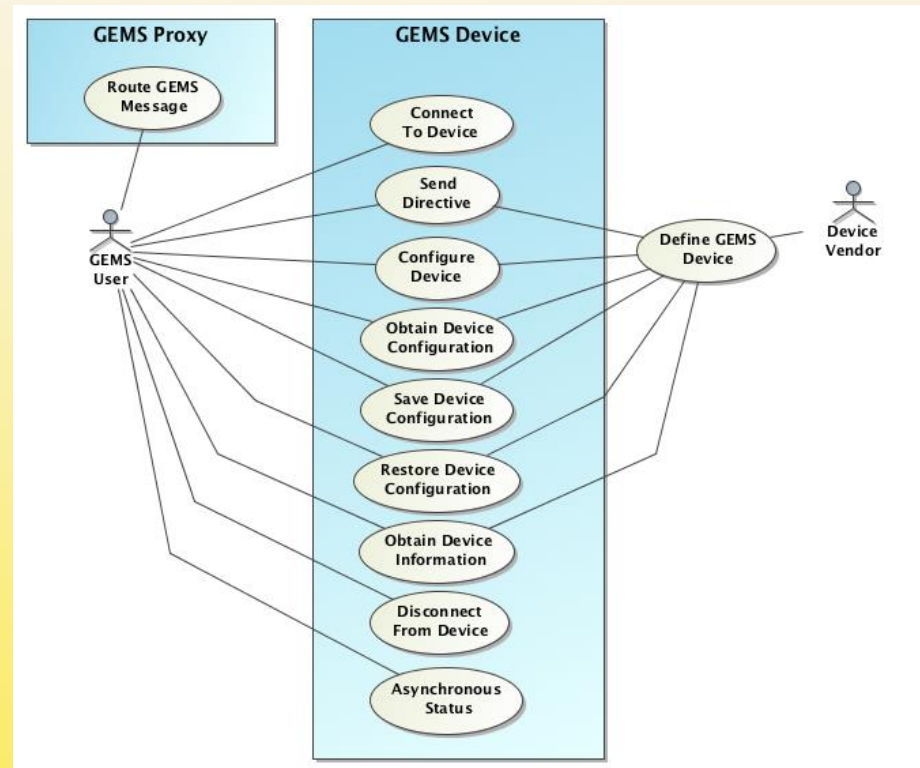 GEMS Proxy
Route GEMS
Message
GEMS Device
Connect
To Device
Send
Directive
Configure
Device
Obtain Device
Configuration
Save Device
Configuration
Restore Device
Configuration
Obtain Device
Information
Disconnect
From Device
Asynchronous
Status
GEMS
User
Define GEMS
Device
Device
Vendor